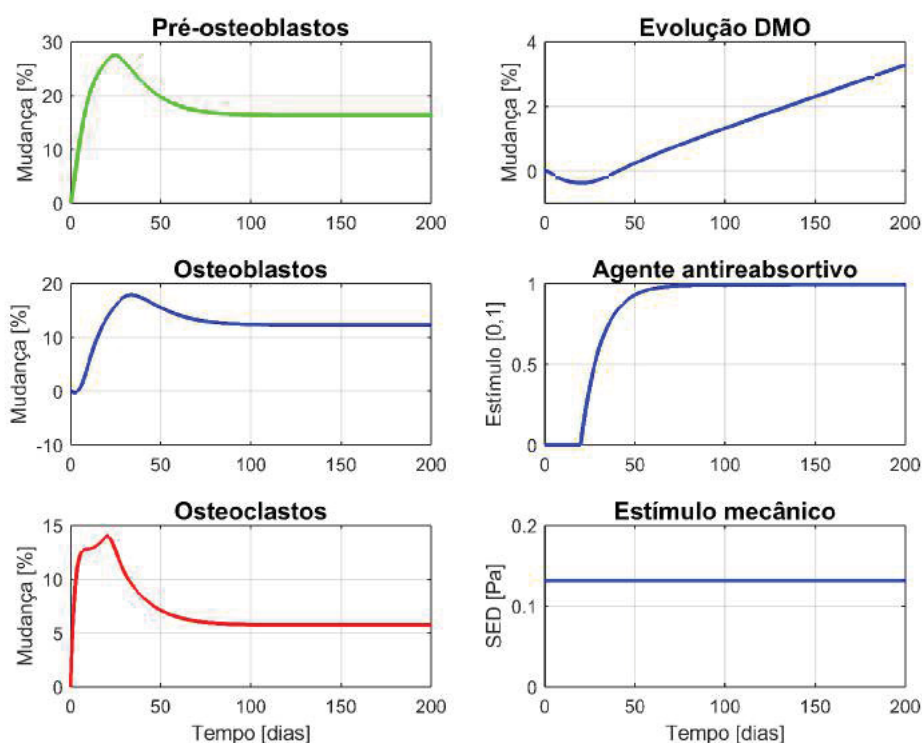 Pré-osteoblastos
Mudança [%]
30
20
10
0
0 50 100 150 200
Evolução DMO
Mudança [%]
4
2
0
0 50 100 150 200
Osteoblastos
Mudança [%]
20
10
0
-10
0 50 100 150 200
Agente antireabsortivo
Estímulo [0,1]
1
0.5
0
0 50 100 150 200
Osteoclastos
Mudança [%]
15
10
5
0
0 50 100 150 200
Tempo [dias]
Estímulo mecânico
SED [Pa]
0.2
0.1
0
0 50 100 150 200
Tempo [dias]